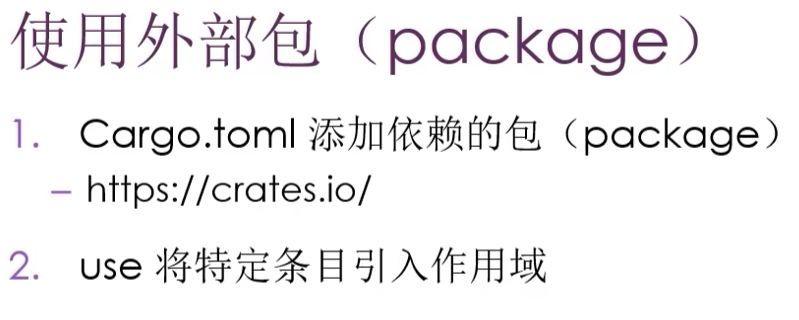 使用外部包（package）
1. Cargo.toml 添加依赖的包（package）
– https://crates.io/
2. use 将特定条目引入作用域